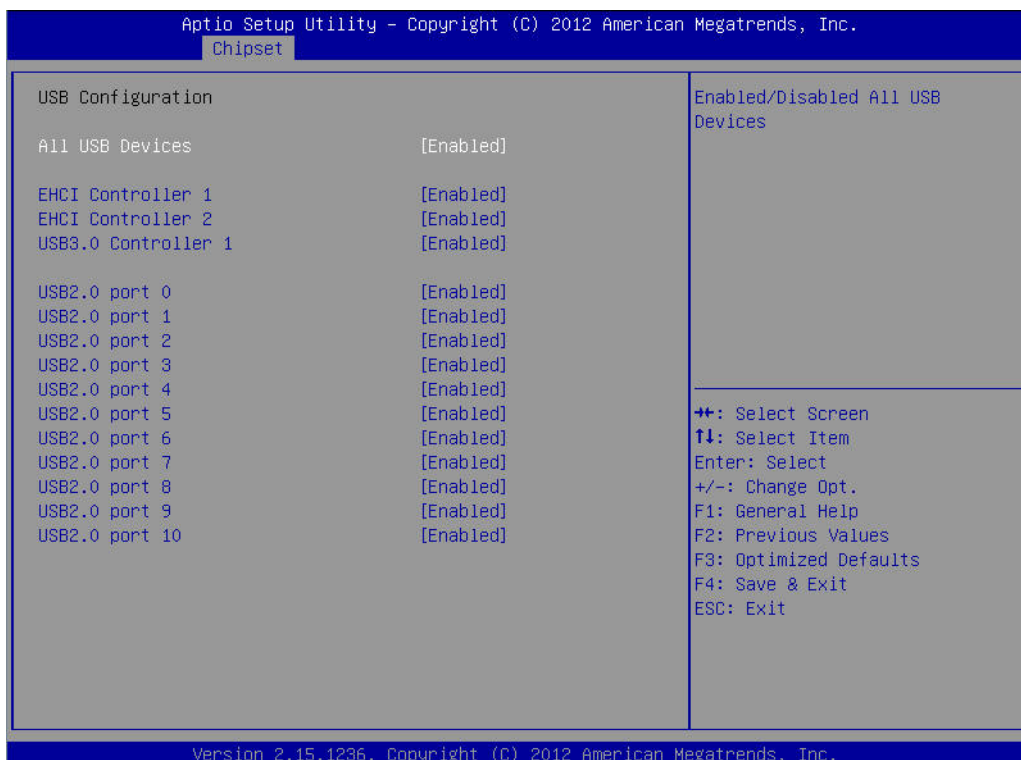 Aptio Setup Utility – Copyright (C) 2012 American Megatrends, Inc.
Chipset
USB Configuration
All USB Devices [Enabled]
EHCI Controller 1 [Enabled]
EHCI Controller 2 [Enabled]
USB3.0 Controller 1 [Enabled]
USB2.0 port 0 [Enabled]
USB2.0 port 1 [Enabled]
USB2.0 port 2 [Enabled]
USB2.0 port 3 [Enabled]
USB2.0 port 4 [Enabled]
USB2.0 port 5 [Enabled]
USB2.0 port 6 [Enabled]
USB2.0 port 7 [Enabled]
USB2.0 port 8 [Enabled]
USB2.0 port 9 [Enabled]
USB2.0 port 10 [Enabled]
Enabled/Disabled All USB
Devices
→←: Select Screen
↑↓: Select Item
Enter: Select
+/-: Change Opt.
F1: General Help
F2: Previous Values
F3: Optimized Defaults
F4: Save & Exit
ESC: Exit
Version 2.15.1236. Copyright (C) 2012 American Megatrends, Inc.